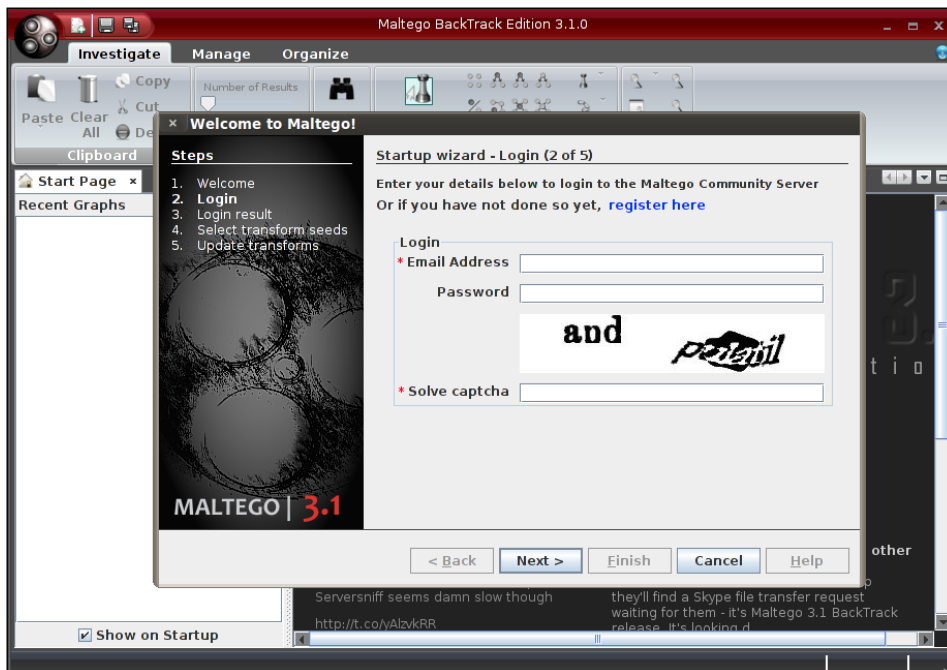 Maltego BackTrack Edition 3.1.0
Investigate Manage Organize
Paste
Clear All
Copy
Cut
De
Number of Results
Clipboard
Start Page ×
Recent Graphs
Welcome to Maltego!
Steps
1. Welcome
2. Login
3. Login result
4. Select transform seeds
5. Update transforms
MALTEGO | 3.1
Startup wizard - Login (2 of 5)
Enter your details below to login to the Maltego Community Server
Or if you have not done so yet, register here
Login
* Email Address
Password
and
* Solve captcha
< Back Next > Finish Cancel Help
t i o
other
Serversniff seems damn slow though
http://t.co/yAlzvkRR
they'll find a Skype file transfer request
waiting for them - it's Maltego 3.1 BackTrack
release. It's looking d
Show on Startup